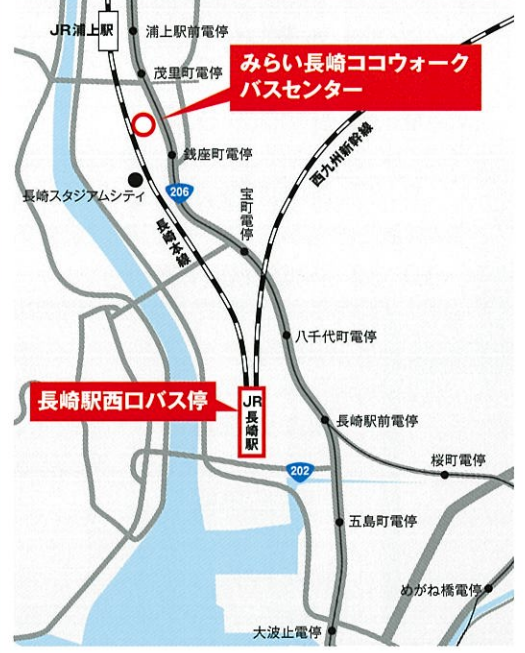 JR浦上駅
浦上駅前電停
茂里町電停
みらい長崎ココウォーク
バスセンター
銭座町電停
西九州新幹線
長崎スタジアムシティ
206
宝町電停
長崎本線
八千代町電停
長崎駅西口バス停
JR長崎駅
長崎駅前電停
桜町電停
202
五島町電停
めがね橋電停
大波止電停